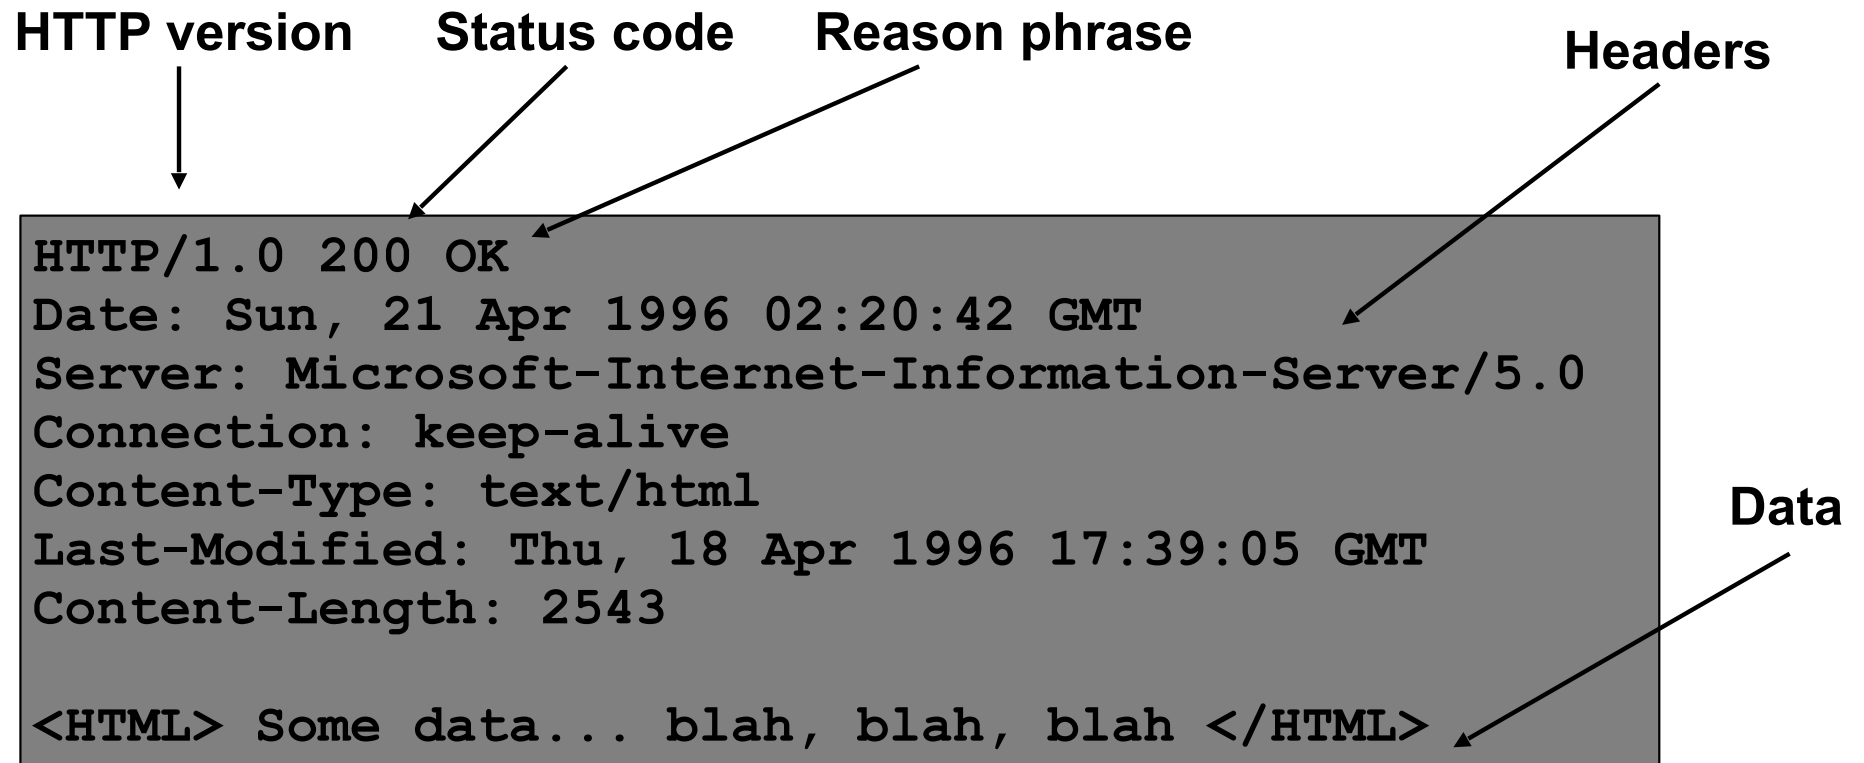 HTTP version Status code Reason phrase Headers
HTTP/1.0 200 OK
Date: Sun, 21 Apr 1996 02:20:42 GMT
Server: Microsoft-Internet-Information-Server/5.0
Connection: keep-alive
Content-Type: text/html
Data
Last-Modified: Thu, 18 Apr 1996 17:39:05 GMT
Content-Length: 2543
<HTML> Some data... blah, blah, blah </HTML>